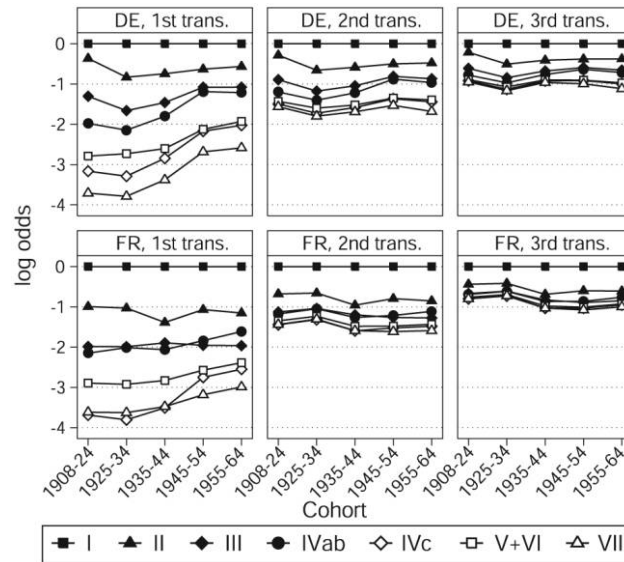 DE, 1st trans. DE, 2nd trans. DE, 3rd trans.
0
-1
-2
-3
-4
FR, 1st trans. FR, 2nd trans. FR, 3rd trans.
0
-1
-2
-3
-4
log odds
1908-24 1925-34 1935-44 1945-54 1955-64 1908-24 1925-34 1935-44 1945-54 1955-64 1908-24 1925-34 1935-44 1945-54 1955-64
Cohort
I II III IVab IVc V+VI VII